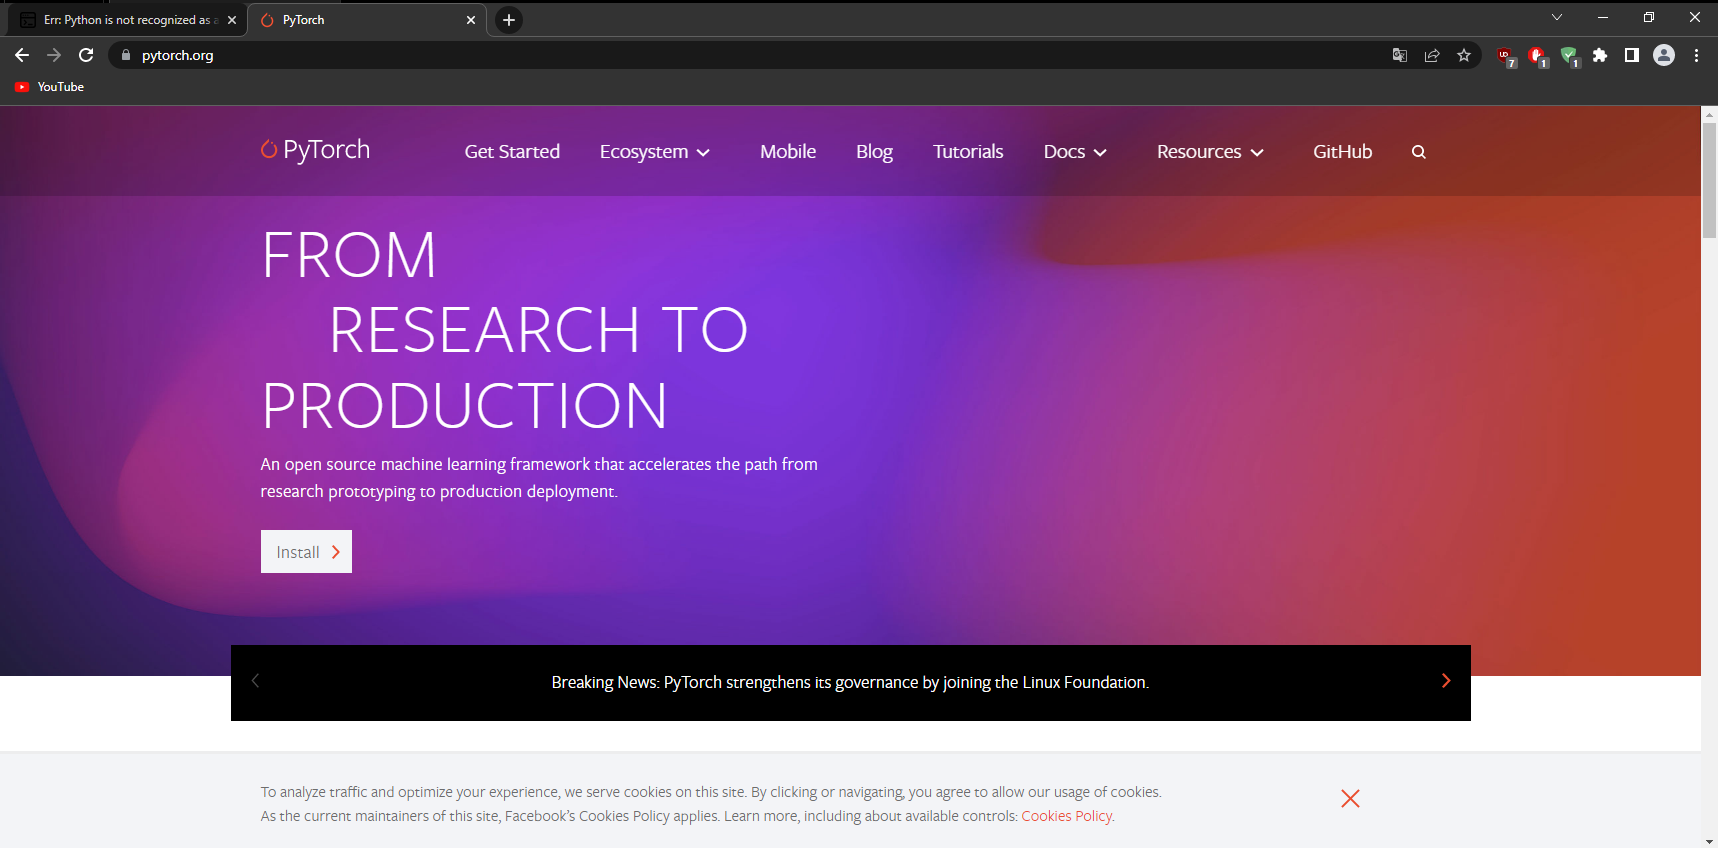 Err: Python is not recognized as a
PyTorch
pytorch.org
7
1
1
YouTube
PyTorch
Get Started
Ecosystem
Mobile
Blog
Tutorials
Docs
Resources
GitHub
FROM
RESEARCH TO
PRODUCTION
An open source machine learning framework that accelerates the path from
research prototyping to production deployment.
Install
Breaking News: PyTorch strengthens its governance by joining the Linux Foundation.
To analyze traffic and optimize your experience, we serve cookies on this site. By clicking or navigating, you agree to allow our usage of cookies.
As the current maintainers of this site, Facebook’s Cookies Policy applies. Learn more, including about available controls: Cookies Policy.